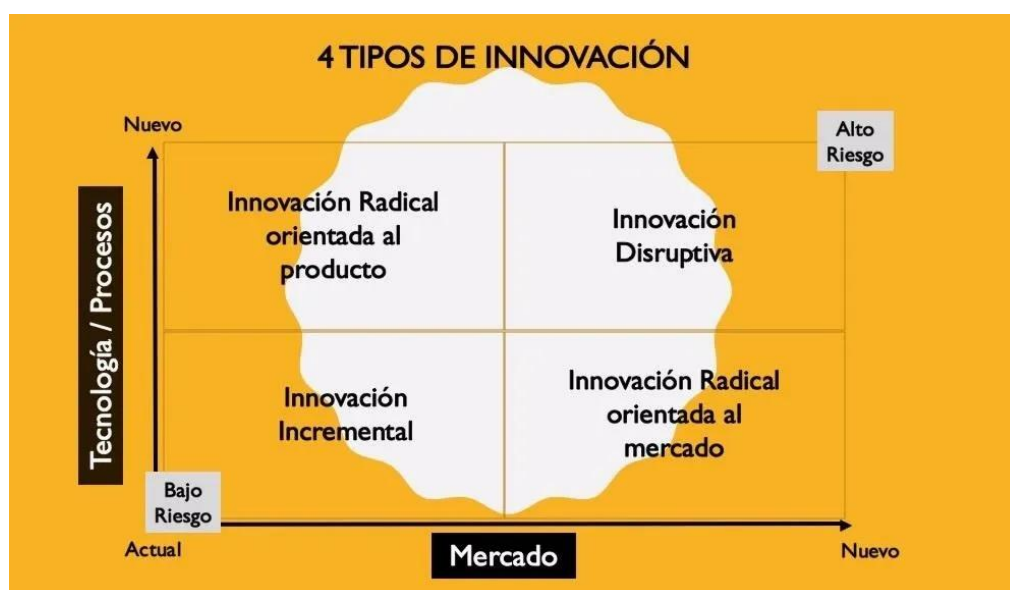 4 TIPOS DE INNOVACIÓN
Nuevo
Alto
Riesgo
Tecnología / Procesos
Innovación Radical
orientada al
producto
Innovación
Disruptiva
Innovación
Incremental
Innovación Radical
orientada al
mercado
Bajo
Riesgo
Actual
Mercado
Nuevo